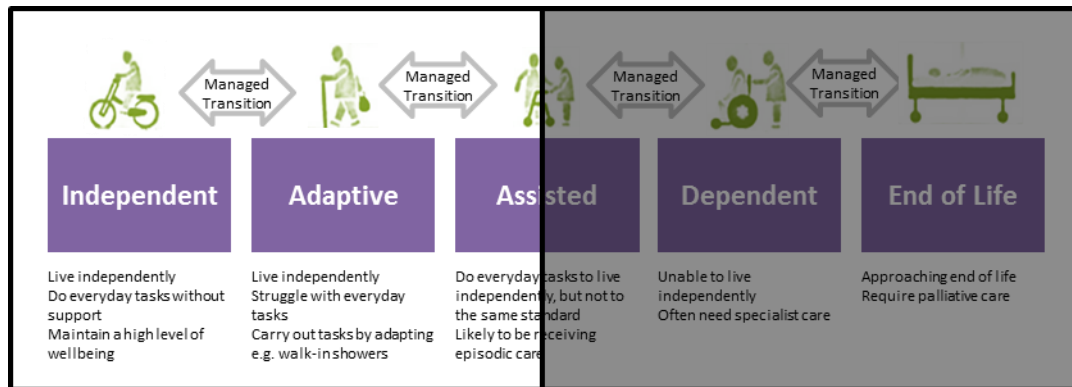 Managed
Transition
Managed
Transition
Managed
Transition
Managed
Transition
Independent
Adaptive
Assisted
Dependent
End of Life
Live independently
Do everyday tasks without
support
Maintain a high level of
wellbeing
Live independently
Struggle with everyday
tasks
Carry out tasks by adapting
e.g. walk-in showers
Do everyday tasks to live
independently, but not to
the same standard
Likely to be receiving
episodic care
Unable to live
independently
Often need specialist care
Approaching end of life
Require palliative care